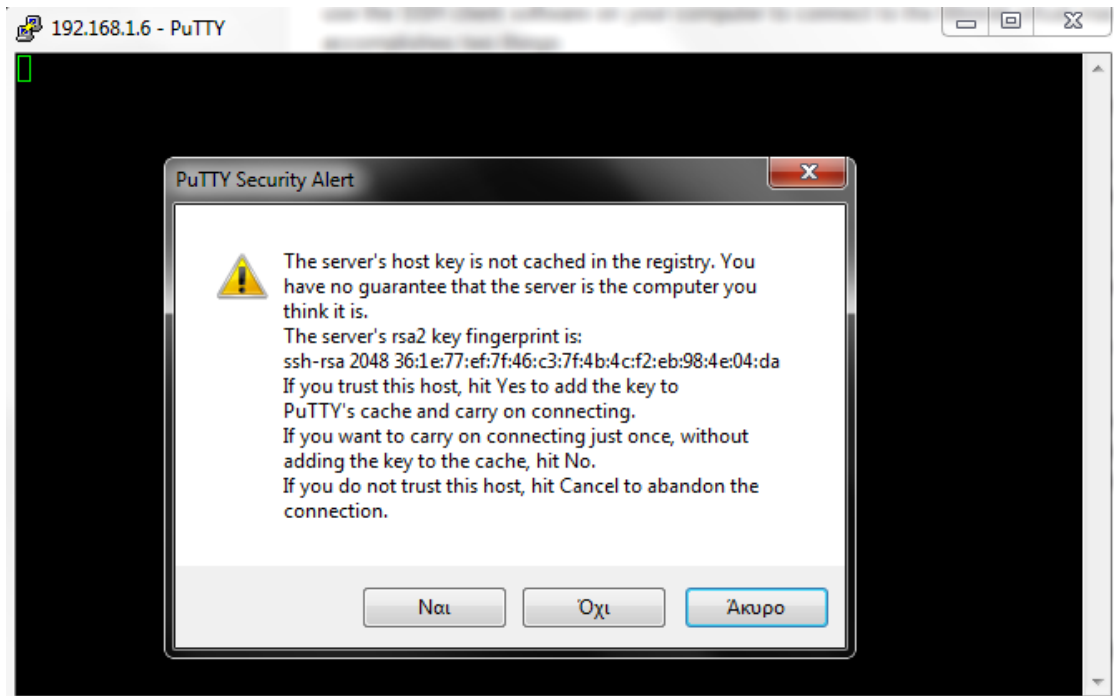 192.168.1.6 - PuTTY
PuTTY Security Alert
The server's host key is not cached in the registry. You
have no guarantee that the server is the computer you
think it is.
The server's rsa2 key fingerprint is:
ssh-rsa 2048 36:1e:77:ef:7f:46:c3:7f:4b:4c:f2:eb:98:4e:04:da
If you trust this host, hit Yes to add the key to
PuTTY's cache and carry on connecting.
If you want to carry on connecting just once, without
adding the key to the cache, hit No.
If you do not trust this host, hit Cancel to abandon the
connection.
Ναι
Όχι
Άκυρο